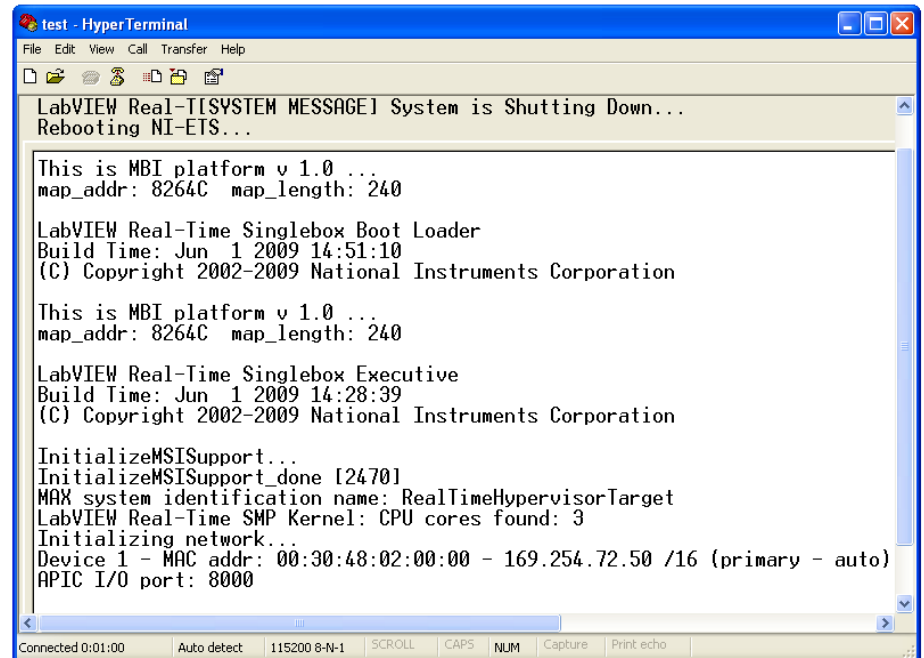 test - HyperTerminal
File Edit View Call Transfer Help
LabVIEW Real-T[SYSTEM MESSAGE] System is Shutting Down...
Rebooting NI-ETS...
This is MBI platform v 1.0 ...
map_addr: 8264C  map_length: 240
LabVIEW Real-Time Singlebox Boot Loader
Build Time: Jun  1 2009 14:51:10
(C) Copyright 2002-2009 National Instruments Corporation
This is MBI platform v 1.0 ...
map_addr: 8264C  map_length: 240
LabVIEW Real-Time Singlebox Executive
Build Time: Jun  1 2009 14:28:39
(C) Copyright 2002-2009 National Instruments Corporation
InitializeMSISupport...
InitializeMSISupport_done [2470]
MAX system identification name: RealTimeHypervisorTarget
LabVIEW Real-Time SMP Kernel: CPU cores found: 3
Initializing network...
Device 1 - MAC addr: 00:30:48:02:00:00 - 169.254.72.50 /16 (primary - auto)
APIC I/O port: 8000
Connected 0:01:00 Auto detect 115200 8-N-1 SCROLL CAPS NUM Capture Print echo